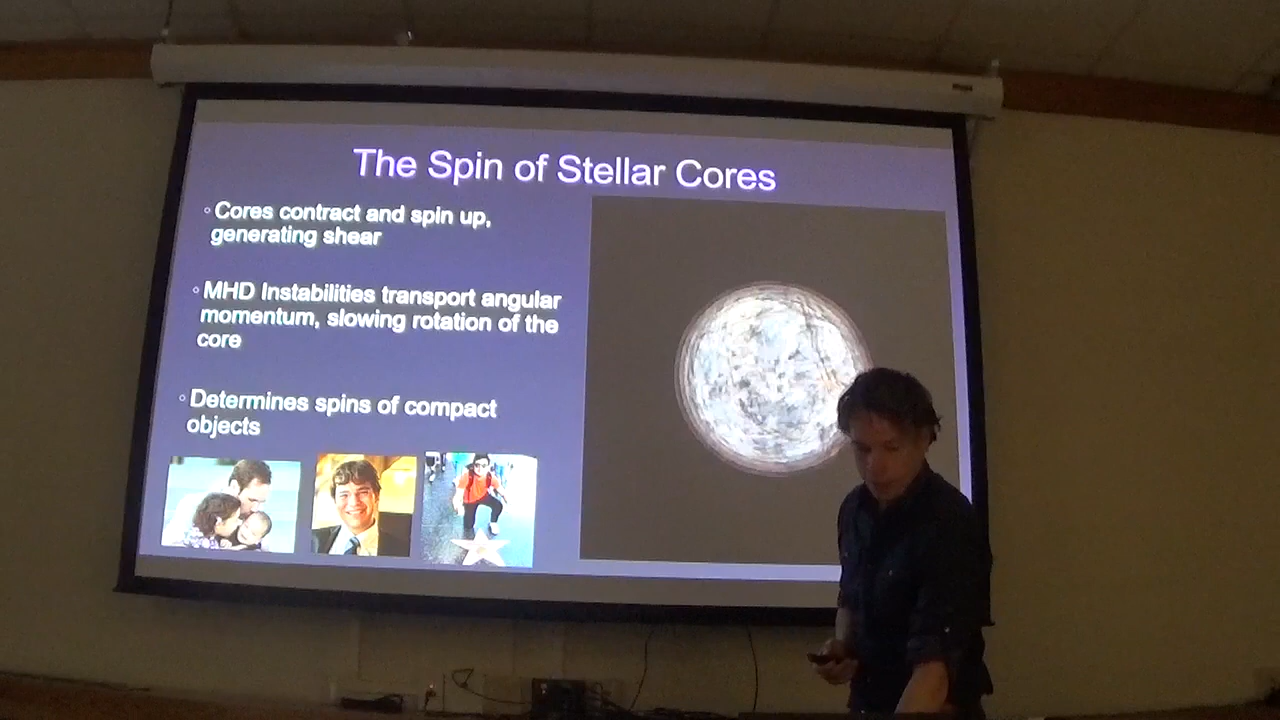 The Spin of Stellar Cores
Cores contract and spin up,
generating shear
MHD Instabilities transport angular
momentum, slowing rotation of the
core
Determines spins of compact
objects